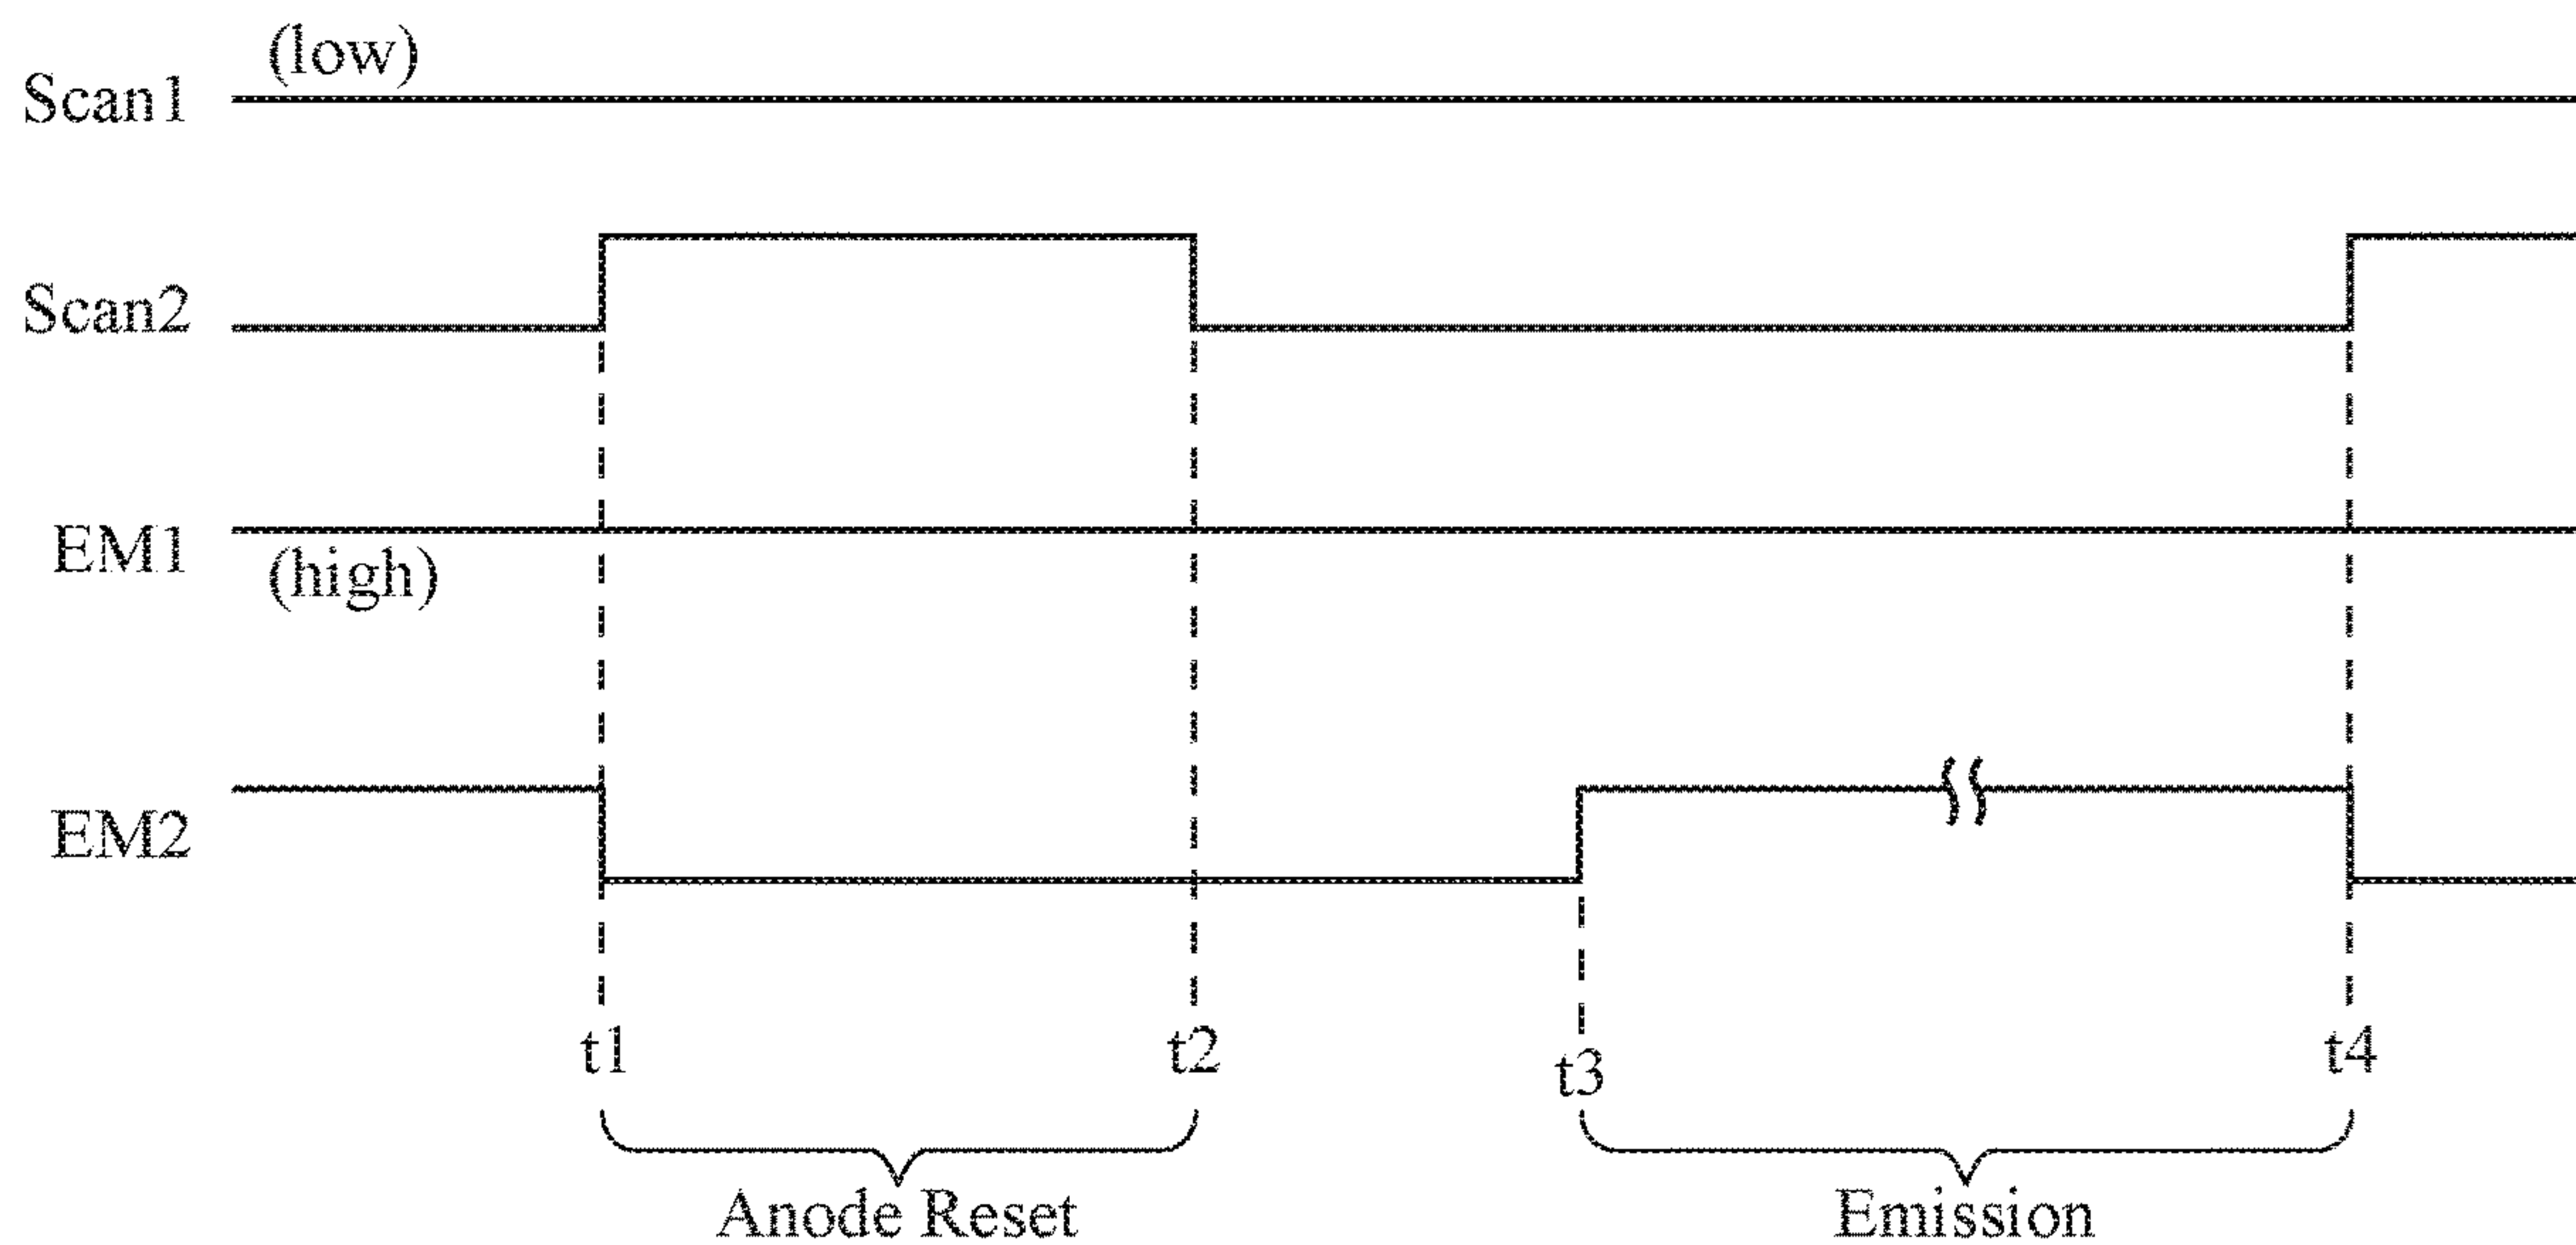 (low)
Scan1
Scan2
EM1
(high)
EM2
t1
t2
t3
t4
Anode Reset
Emission